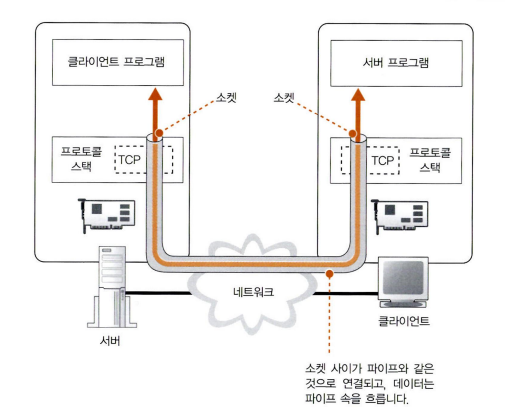 클라이언트 프로그램
서버 프로그램
소켓
소켓
프로토콜
스택
TCP
TCP
프로토콜
스택
네트워크
서버
클라이언트
소켓 사이가 파이프와 같은
것으로 연결되고, 데이터는
파이프 속을 흐릅니다.